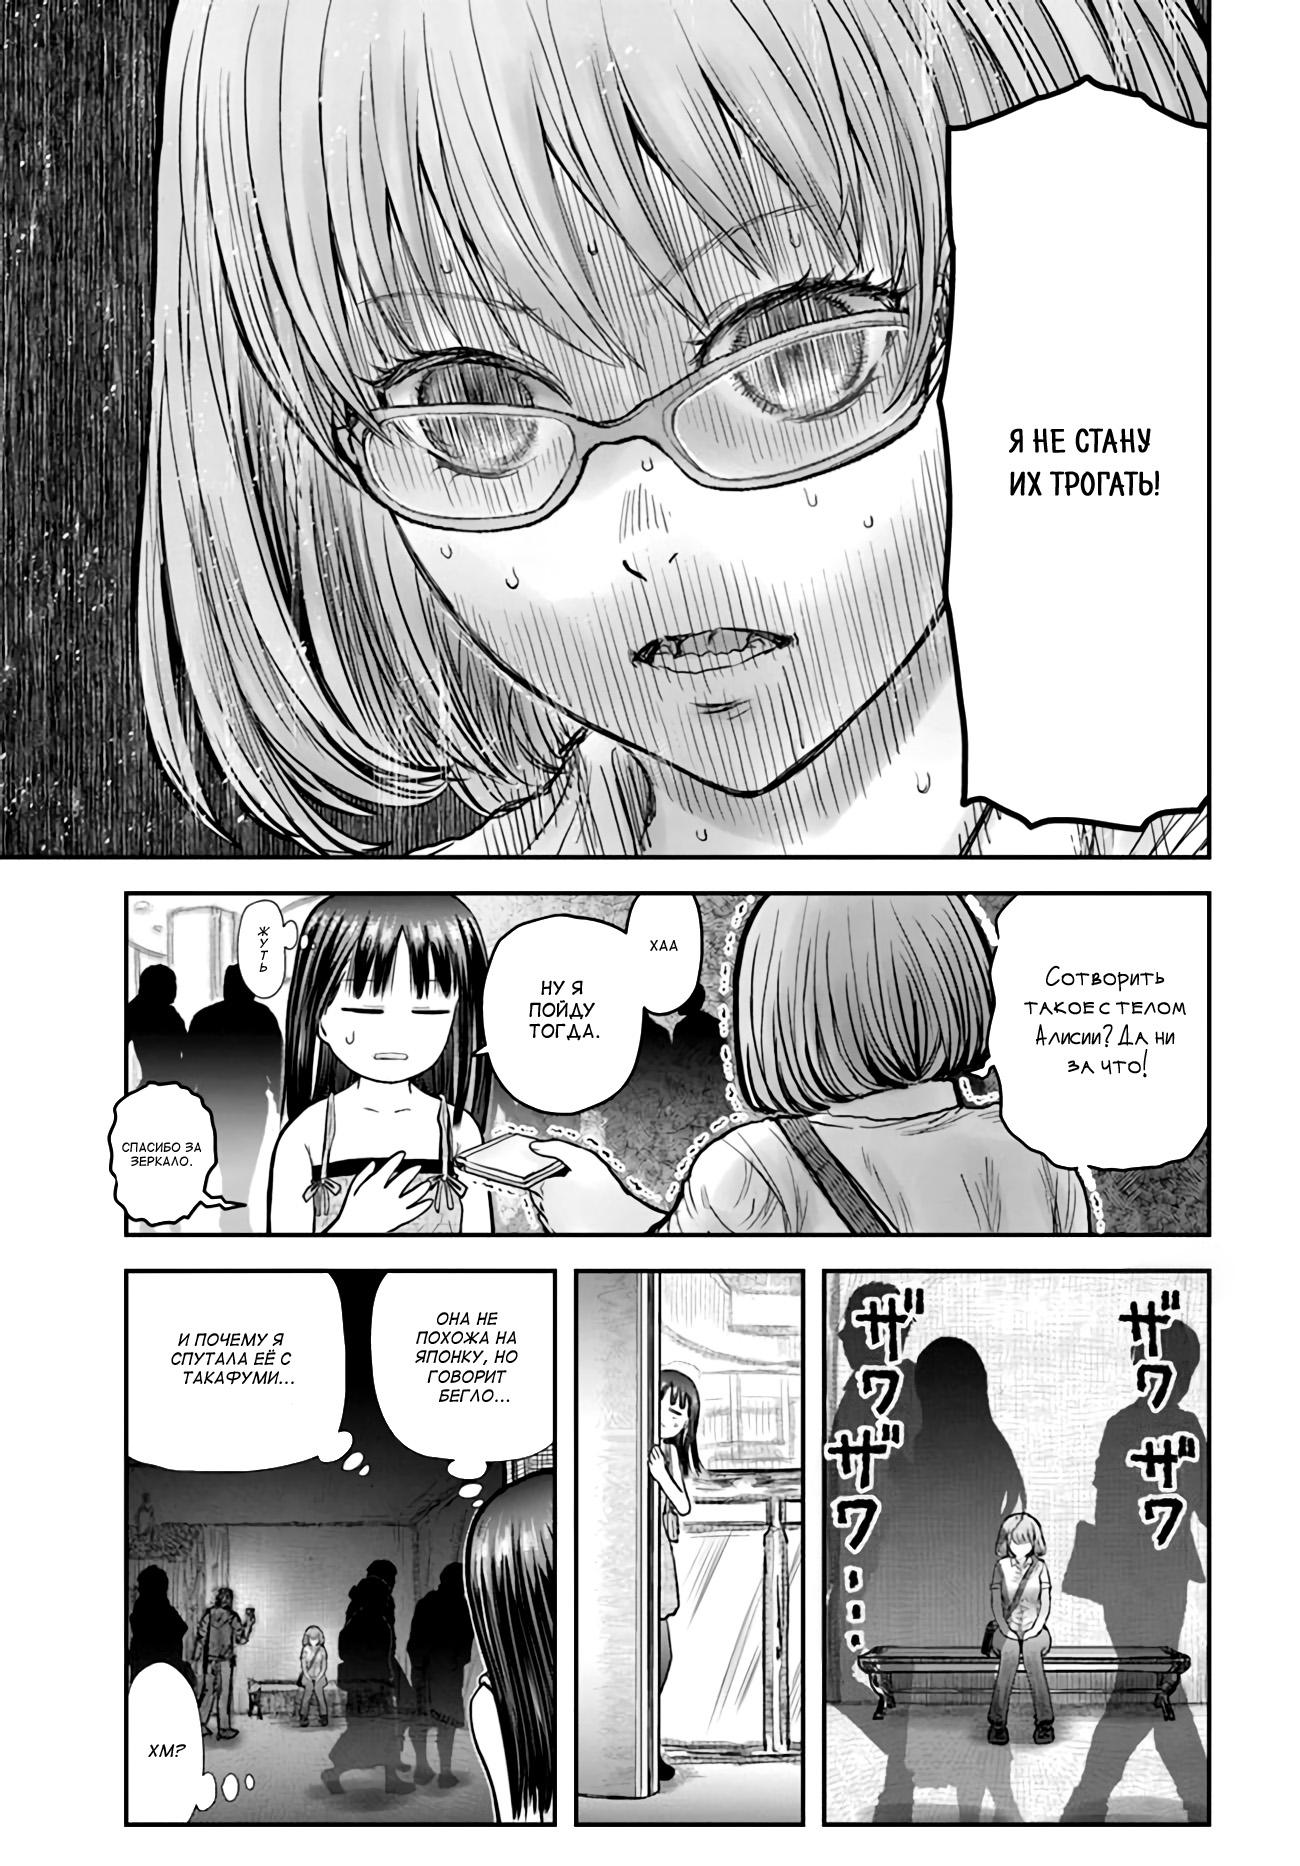 Я НЕ СТАНУ
ИХ ТРОГАТЬ!
Сотворить
такое с телом
Алисии? Да ни
за что!
ХАА
НУ Я
ПОЙДУ
ТОГДА.
Ж
У
Т
Ь
СПАСИБО ЗА
ЗЕРКАЛО.
ザワ
ザワ
ザワ
ザワ....
ОНА НЕ
ПОХОЖА НА
ЯПОНКУ, НО
ГОВОРИТ
БЕГЛО...
И ПОЧЕМУ Я
СПУТАЛА ЕЁ С
ТАКАФУМИ...
ХМ?